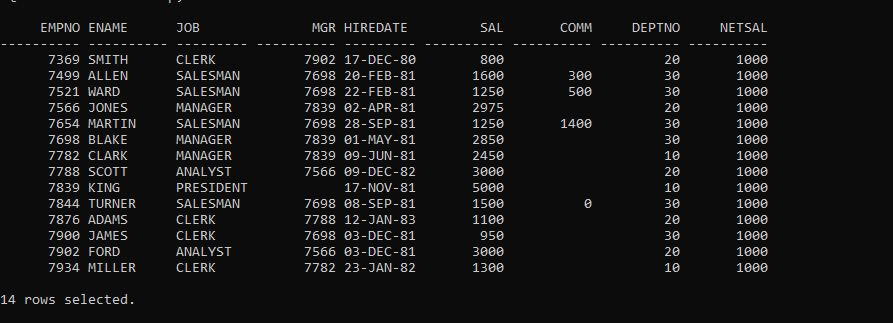 EMPNO ENAME JOB MGR HIREDATE SAL COMM DEPTNO NETSAL
---------- ---------- --------- ---------- --------- ---------- ---------- ---------- ----------
7369 SMITH CLERK 7902 17-DEC-80 800 20 1000
7499 ALLEN SALESMAN 7698 20-FEB-81 1600 300 30 1000
7521 WARD SALESMAN 7698 22-FEB-81 1250 500 30 1000
7566 JONES MANAGER 7839 02-APR-81 2975 20 1000
7654 MARTIN SALESMAN 7698 28-SEP-81 1250 1400 30 1000
7698 BLAKE MANAGER 7839 01-MAY-81 2850 30 1000
7782 CLARK MANAGER 7839 09-JUN-81 2450 10 1000
7788 SCOTT ANALYST 7566 09-DEC-82 3000 20 1000
7839 KING PRESIDENT 17-NOV-81 5000 10 1000
7844 TURNER SALESMAN 7698 08-SEP-81 1500 0 30 1000
7876 ADAMS CLERK 7788 12-JAN-83 1100 20 1000
7900 JAMES CLERK 7698 03-DEC-81 950 30 1000
7902 FORD ANALYST 7566 03-DEC-81 3000 20 1000
7934 MILLER CLERK 7782 23-JAN-82 1300 10 1000
14 rows selected.